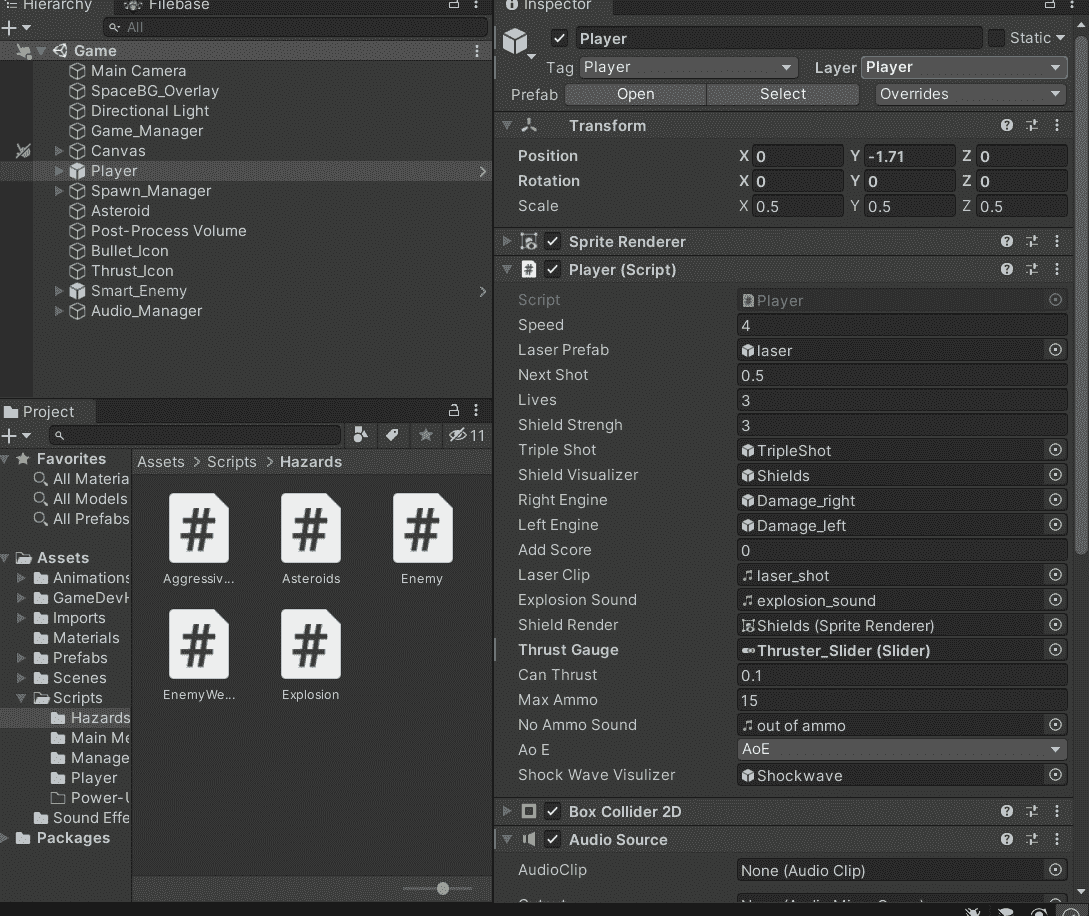 Hierarchy
Filebase
All
Game
Main Camera
SpaceBG_Overlay
Directional Light
Game_Manager
Canvas
Player
Spawn_Manager
Asteroid
Post-Process Volume
Bullet_Icon
Thrust_Icon
Smart_Enemy
Audio_Manager
Project
11
Favorites
All Materia
All Models
All Prefabs
Assets
Animations
GameDevH
Imports
Materials
Prefabs
Scenes
Scripts
Hazards
Main Me
Manage
Player
Power-U
Sound Effe
Packages
Assets > Scripts > Hazards
Aggressiv...
Asteroids
Enemy
EnemyWe...
Explosion
Inspector
Player
Static
Tag Player
Layer Player
Prefab Open Select Overrides
Transform
Position X 0 Y -1.71 Z 0
Rotation X 0 Y 0 Z 0
Scale X 0.5 Y 0.5 Z 0.5
Sprite Renderer
# Player (Script)
Script Player
Speed 4
Laser Prefab laser
Next Shot 0.5
Lives 3
Shield Strengh 3
Triple Shot TripleShot
Shield Visualizer Shields
Right Engine Damage_right
Left Engine Damage_left
Add Score 0
Laser Clip laser_shot
Explosion Sound explosion_sound
Shield Render Shields (Sprite Renderer)
Thrust Gauge Thruster_Slider (Slider)
Can Thrust 0.1
Max Ammo 15
No Ammo Sound out of ammo
Ao E AoE
Shock Wave Visulizer Shockwave
Box Collider 2D
Audio Source
AudioClip None (Audio Clip)